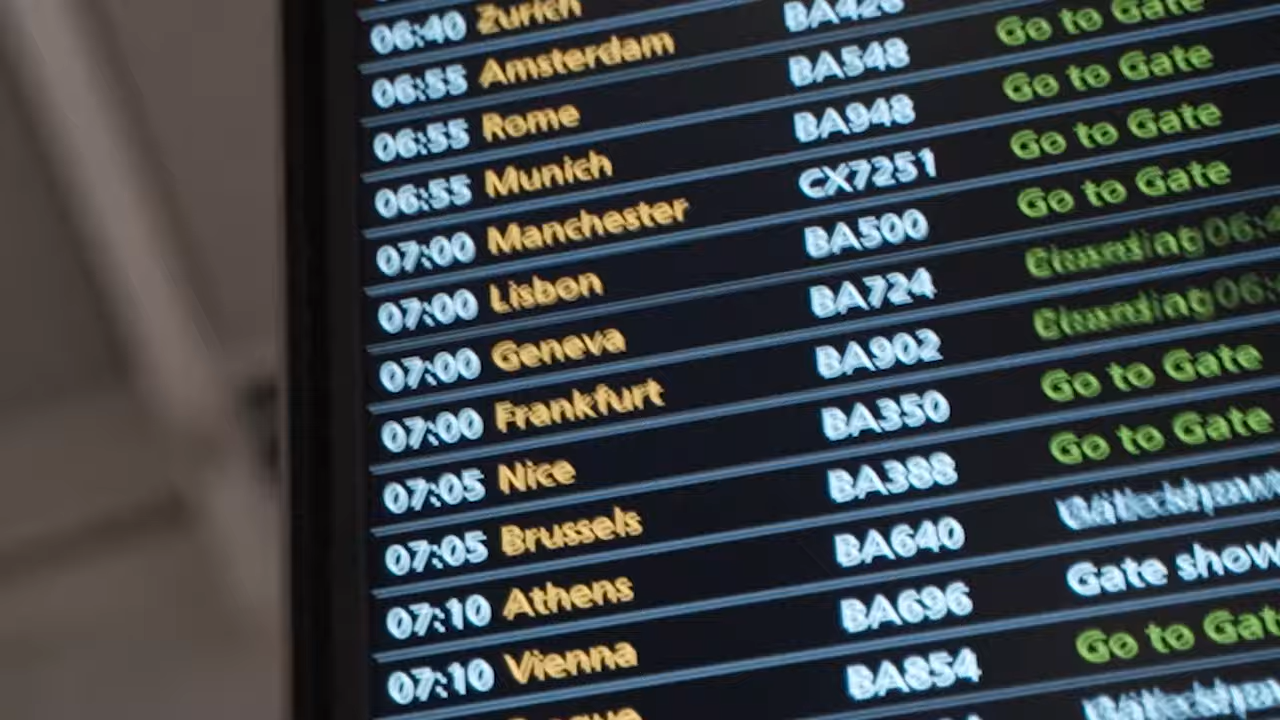 06:40 Zurich
06:55 Amsterdam BA426
06:55 Rome BA548 Go to Gate
06:55 Munich BA948 Go to Gate
07:00 Manchester CX7251 Go to Gate
07:00 Lisbon BA500 Go to Gate
07:00 Geneva BA724
07:00 Frankfurt BA902
07:05 Nice BA350 Go to Gate
07:05 Brussels BA388 Go to Gate
07:10 Athens BA640
07:10 Vienna BA696 Gate show
BA854 Go to Gat